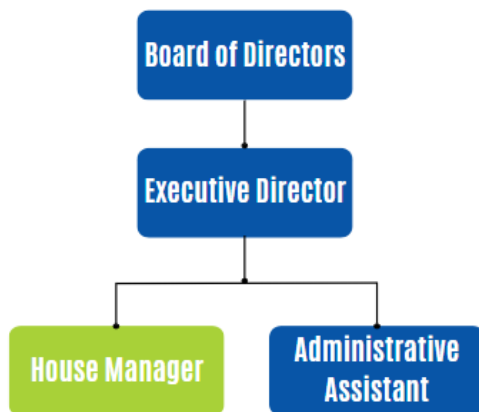 Board of Directors
Executive Director
House Manager
Administrative
Assistant